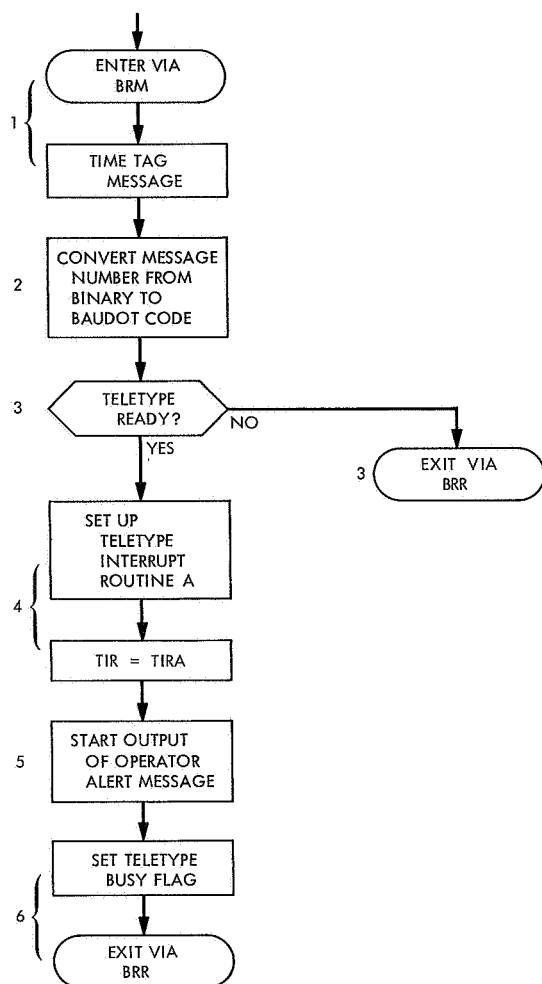 ENTER VIA
BRM
1
TIME TAG
MESSAGE
2
CONVERT MESSAGE
NUMBER FROM
BINARY TO
BAUDOT CODE
3
TELETYPE
READY?
NO
YES
3
EXIT VIA
BRR
SET UP
TELETYPE
INTERRUPT
ROUTINE A
4
TIR = TIRA
5
START OUTPUT
OF OPERATOR
ALERT MESSAGE
SET TELETYPE
BUSY FLAG
6
EXIT VIA
BRR